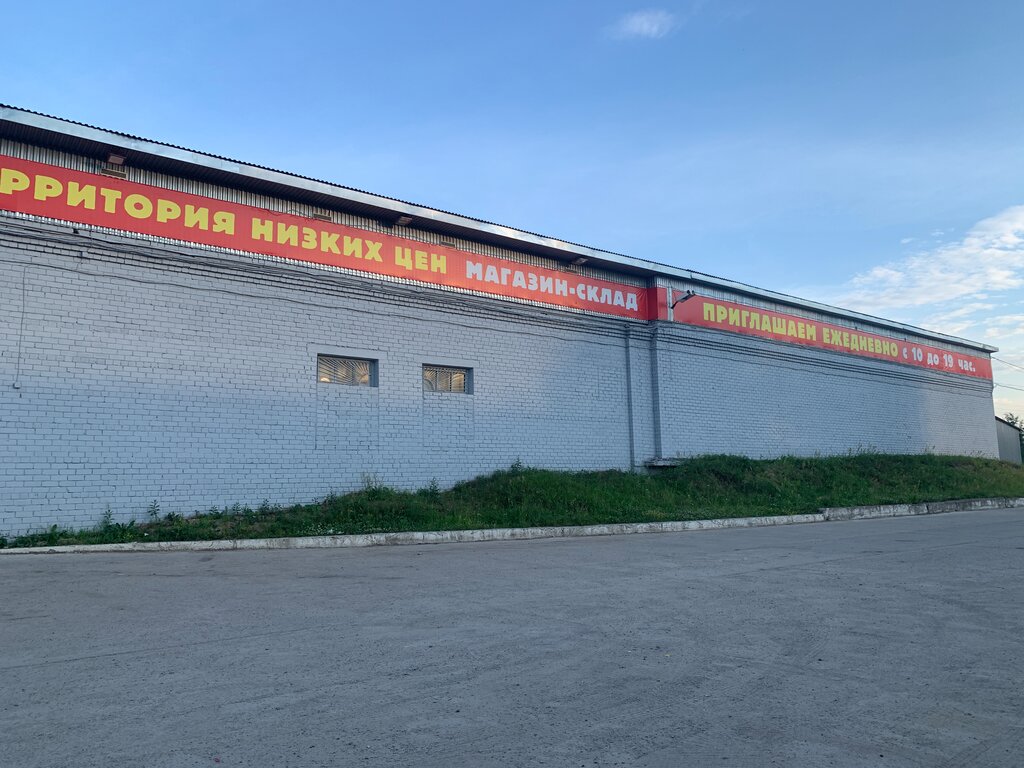 РРИТОРИЯ НИЗКИХ ЦЕН МАГАЗИН-СКЛАД
ПРИГЛАШАЕМ ЕЖЕДНЕВНО с 10 до 19 час.